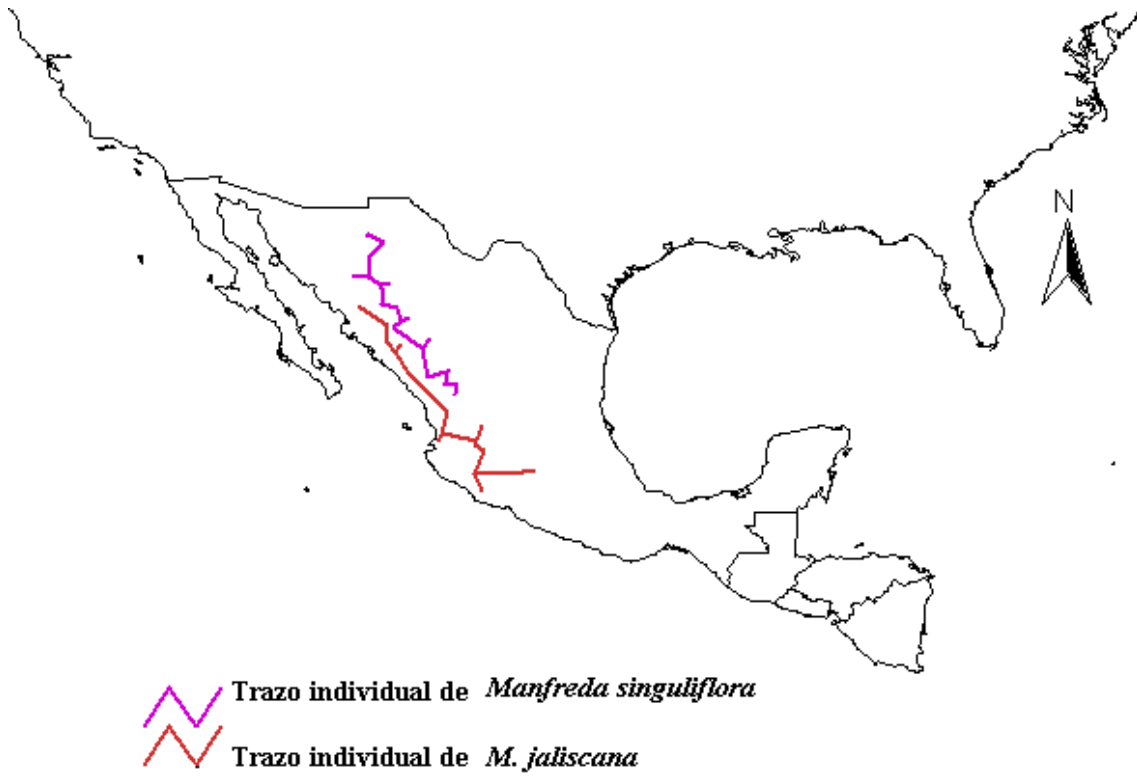 N
Trazo individual de Manfreda singuliflora
Trazo individual de M. jaliscana